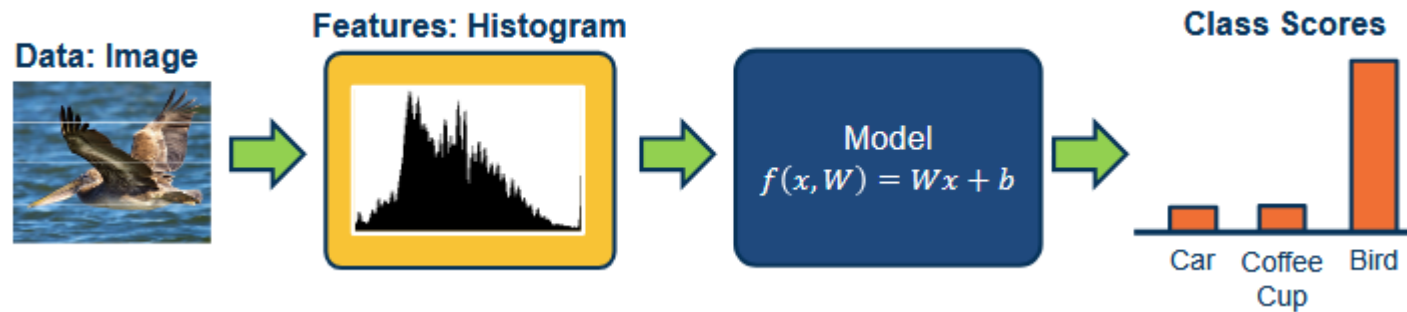 Data: Image
Features: Histogram
Model
f(x, W) = Wx + b
Class Scores
Car
Coffee
Cup
Bird